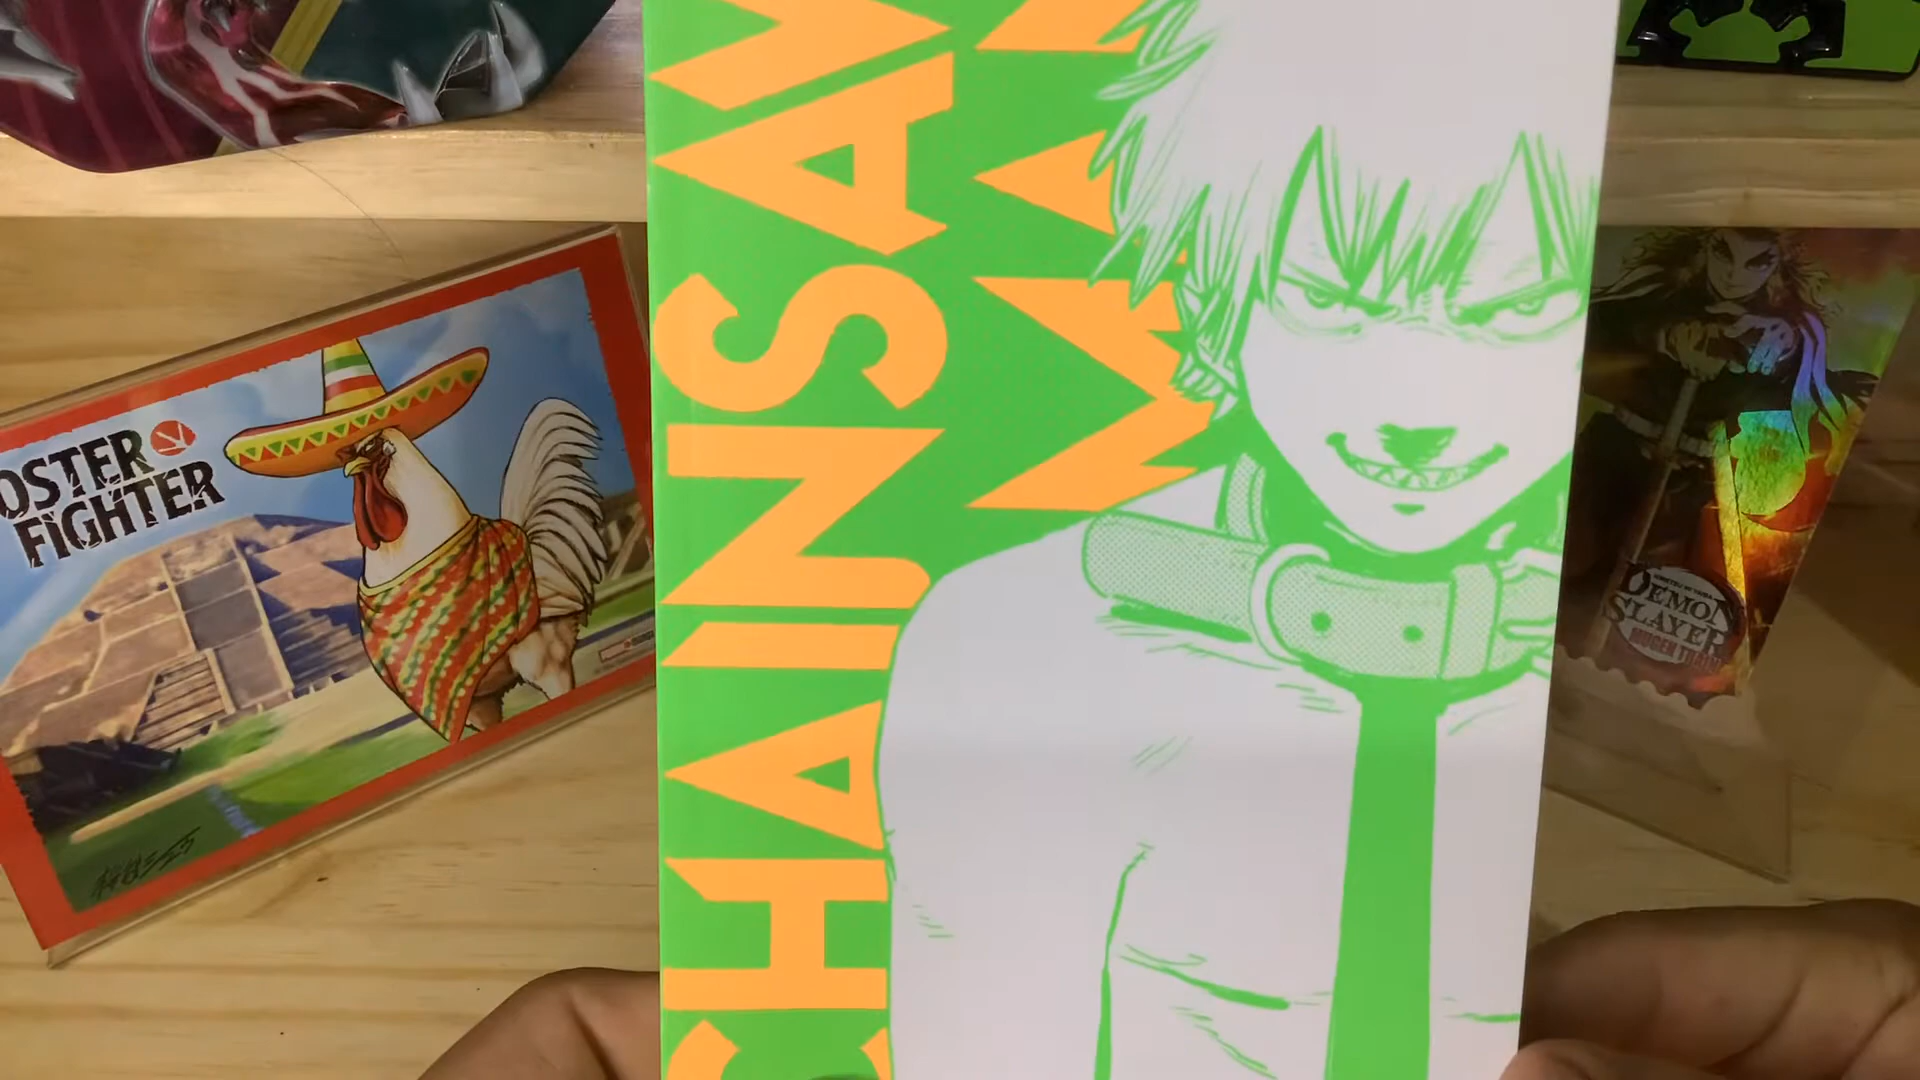 OSTER
FIGHTER
CHAINSAW
MAN
DEMON
SLAYER
MUGEN TRAIN